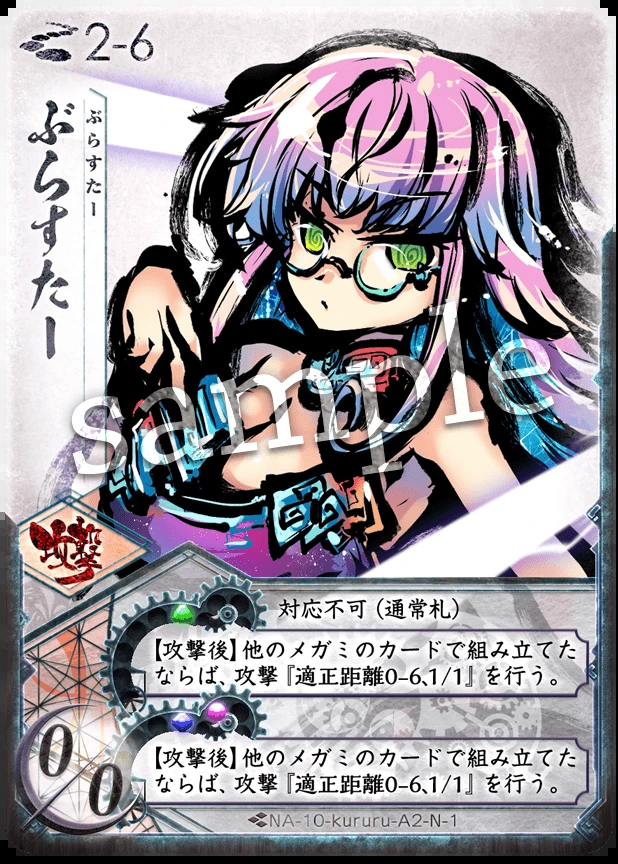 2-6
ぶらすたー
ぶらすたー
sample
攻撃
対応不可（通常札）
【攻撃後】他のメガミのカードで組み立てた
ならば、攻撃『適正距離0-6、1/1』を行う。
【攻撃後】他のメガミのカードで組み立てた
ならば、攻撃『適正距離0-6、1/1』を行う。
0/0
NA-10-kururu-A2-N-1